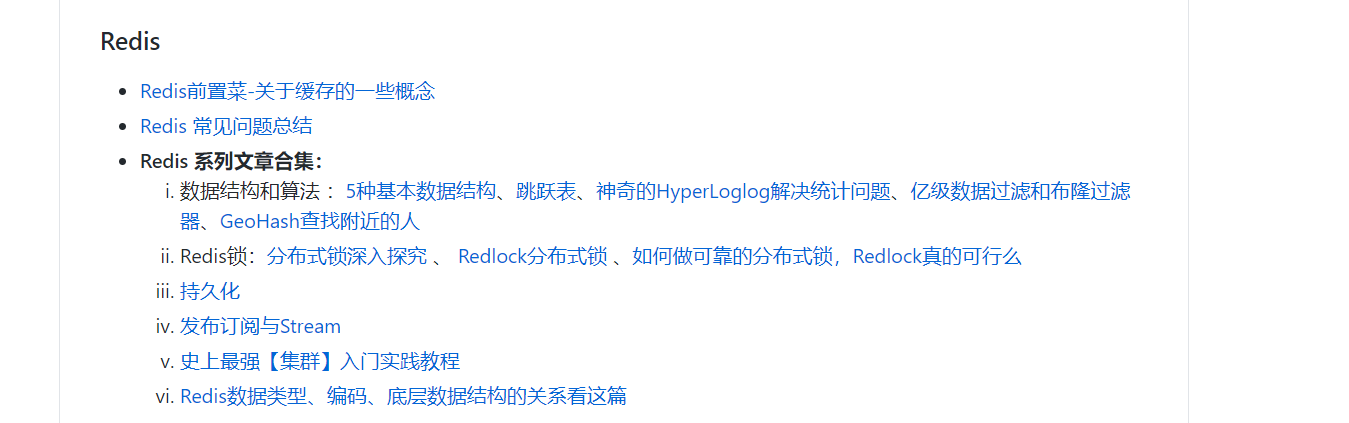 Redis
Redis前置菜-关于缓存的一些概念
Redis 常见问题总结
Redis 系列文章合集：
i. 数据结构和算法 ：5种基本数据结构、跳跃表、神奇的HyperLoglog解决统计问题、亿级数据过滤和布隆过滤
器、GeoHash查找附近的人
ii. Redis锁：分布式锁深入探究 、 Redlock分布式锁 、如何做可靠的分布式锁，Redlock真的可行么
iii. 持久化
iv. 发布订阅与Stream
v. 史上最强【集群】入门实践教程
vi. Redis数据类型、编码、底层数据结构的关系看这篇